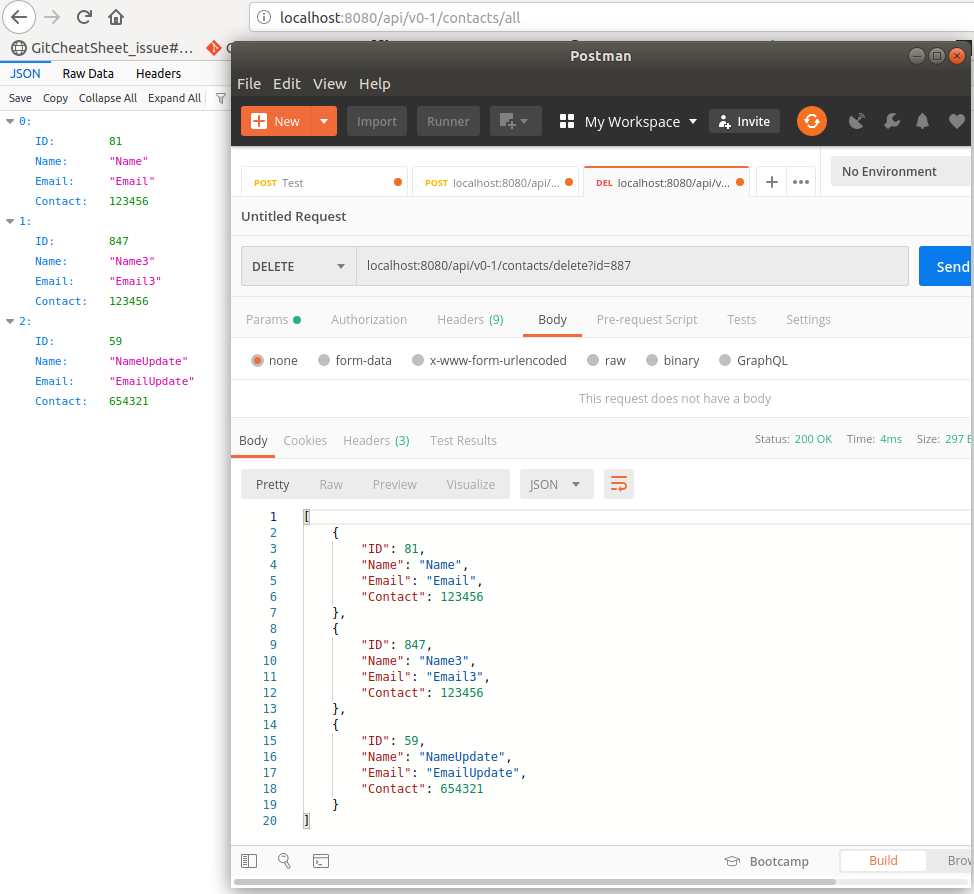 localhost:8080/api/v0-1/contacts/all
GitCheatSheet_issue#...
JSON Raw Data Headers
Save Copy Collapse All Expand All
0:
ID: 81
Name: "Name"
Email: "Email"
Contact: 123456
1:
ID: 847
Name: "Name3"
Email: "Email3"
Contact: 123456
2:
ID: 59
Name: "NameUpdate"
Email: "EmailUpdate"
Contact: 654321
Postman
File Edit View Help
New Import Runner My Workspace Invite
POST Test POST localhost:8080/api/... DEL localhost:8080/api/v... No Environment
Untitled Request
DELETE localhost:8080/api/v0-1/contacts/delete?id=887 Send
Params Authorization Headers (9) Body Pre-request Script Tests Settings
none form-data x-www-form-urlencoded raw binary GraphQL
This request does not have a body
Body Cookies Headers (3) Test Results Status: 200 OK Time: 4ms Size: 297
Pretty Raw Preview Visualize JSON
1 [
2 {
3 "ID": 81,
4 "Name": "Name",
5 "Email": "Email",
6 "Contact": 123456
7 },
8 {
9 "ID": 847,
10 "Name": "Name3",
11 "Email": "Email3",
12 "Contact": 123456
13 },
14 {
15 "ID": 59,
16 "Name": "NameUpdate",
17 "Email": "EmailUpdate",
18 "Contact": 654321
19 }
20 ]
Bootcamp Build Brow